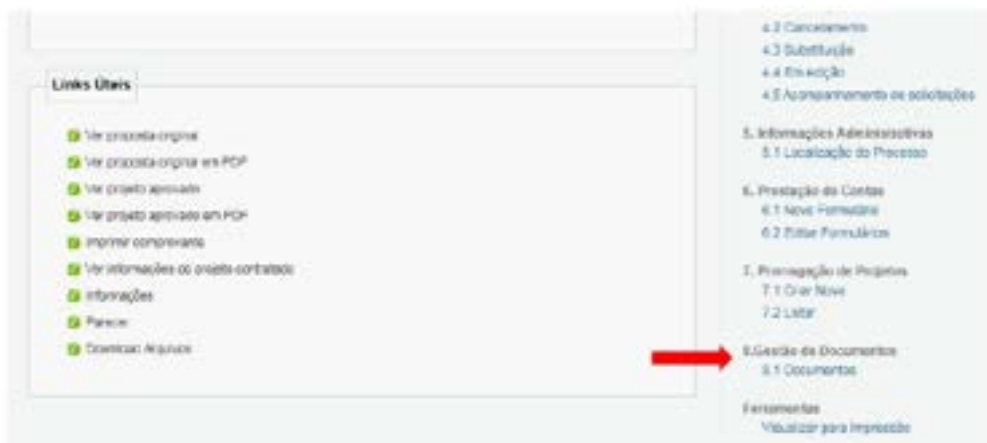 Links Úteis
Ver proposta original
Ver proposta original em PDF
Ver projeto aprovado
Ver projeto aprovado em PDF
Imprimir comprovante
Ver informações do projeto contratado
Informações
Parecer
Download Arquivos
4.2 Cancelamento
4.3 Substituição
4.4 Em edição
4.5 Acompanhamento de solicitações
5. Informações Administrativas
5.1 Localização do Processo
6. Prestação de Contas
6.1 Novo Formulário
6.2 Editar Formulários
7. Prorrogação de Projetos
7.1 Criar Novo
7.2 Listar
8.Gestão de Documentos
8.1 Documentos
Ferramentas
Visualizar para Impressão